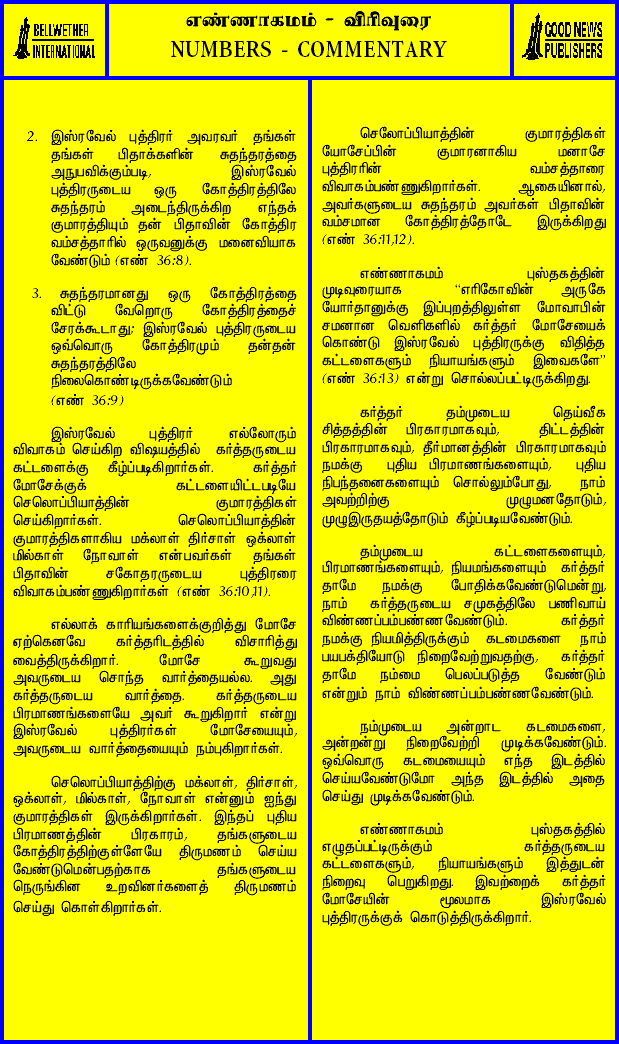 BELLWETHER
INTERNATIONAL
எண்ணாகமம் - விரிவுரை
NUMBERS - COMMENTARY
GOOD NEWS
PUBLISHERS
2. இஸ்ரவேல் புத்திரர் அவரவர் தங்கள்
தங்கள் பிதாக்களின் சுதந்தரத்தை
அநுபவிக்கும்படி, இஸ்ரவேல்
புத்திரருடைய ஒரு கோத்திரத்திலே
சுதந்தரம் அடைந்திருக்கிற எந்தக்
குமாரத்தியும் தன் பிதாவின் கோத்திர
வம்சத்தாரில் ஒருவனுக்கு மனைவியாக
வேண்டும் (எண் 36:8).
3. சுதந்தரமானது ஒரு கோத்திரத்தை
விட்டு வேறொரு கோத்திரத்தைச்
சேரக்கூடாது; இஸ்ரவேல் புத்திரருடைய
ஒவ்வொரு கோத்திரமும் தன்தன்
சுதந்தரத்திலே
நிலைகொண்டிருக்கவேண்டும்
(எண் 36:9)
இஸ்ரவேல் புத்திரர் எல்லோரும்
விவாகம் செய்கிற விஷயத்தில் கர்த்தருடைய
கட்டளைக்கு கீழ்ப்படிகிறார்கள். கர்த்தர்
மோசேக்குக் கட்டளையிட்டபடியே
செலொப்பியாத்தின் குமாரத்திகள்
செய்கிறார்கள். செலொப்பியாத்தின்
குமாரத்திகளாகிய மக்லாள் திர்சாள் ஒக்லாள்
மில்காள் நோவாள் என்பவர்கள் தங்கள்
பிதாவின் சகோதரருடைய புத்திரரை
விவாகம்பண்ணுகிறார்கள் (எண் 36:10,11).
எல்லாக் காரியங்களைக்குறித்து மோசே
ஏற்கெனவே கர்த்தரிடத்தில் விசாரித்து
வைத்திருக்கிறார். மோசே கூறுவது
அவருடைய சொந்த வார்த்தையல்ல. அது
கர்த்தருடைய வார்த்தை. கர்த்தருடைய
பிரமாணங்களையே அவர் கூறுகிறார் என்று
இஸ்ரவேல் புத்திரர்கள் மோசேயையும்,
அவருடைய வார்த்தையையும் நம்புகிறார்கள்.
செலொப்பியாத்திற்கு மக்லாள், திர்சாள்,
ஒக்லாள், மில்காள், நோவாள் என்னும் ஐந்து
குமாரத்திகள் இருக்கிறார்கள். இந்தப் புதிய
பிரமாணத்தின் பிரகாரம், தங்களுடைய
கோத்திரத்திற்குள்ளேயே திருமணம் செய்ய
வேண்டுமென்பதற்காக தங்களுடைய
நெருங்கின உறவினர்களைத் திருமணம்
செய்து கொள்கிறார்கள்.
செலோப்பியாத்தின் குமாரத்திகள்
யோசேப்பின் குமாரனாகிய மனாசே
புத்திரரின் வம்சத்தாரை
விவாகம்பண்ணுகிறார்கள். ஆகையினால்,
அவர்களுடைய சுதந்தரம் அவர்கள் பிதாவின்
வம்சமான கோத்திரத்தோடே இருக்கிறது
(எண் 36:11,12).
எண்ணாகமம் புஸ்தகத்தின்
முடிவுரையாக “எரிகோவின் அருகே
யோர்தானுக்கு இப்புறத்திலுள்ள மோவாபின்
சமனான வெளிகளில் கர்த்தர் மோசேயைக்
கொண்டு இஸ்ரவேல் புத்திரருக்கு விதித்த
கட்டளைகளும் நியாயங்களும் இவைகளே”
(எண் 36:13) என்று சொல்லப்பட்டிருக்கிறது.
கர்த்தர் தம்முடைய தெய்வீக
சித்தத்தின் பிரகாரமாகவும், திட்டத்தின்
பிரகாரமாகவும், தீர்மானத்தின் பிரகாரமாகவும்
நமக்கு புதிய பிரமாணங்களையும், புதிய
நிபந்தனைகளையும் சொல்லும்போது, நாம்
அவற்றிற்கு முழுமனதோடும்,
முழுஇருதயத்தோடும் கீழ்ப்படியவேண்டும்.
தம்முடைய கட்டளைகளையும்,
பிரமாணங்களையும், நியமங்களையும் கர்த்தர்
தாமே நமக்கு போதிக்கவேண்டுமென்று,
நாம் கர்த்தருடைய சமுகத்திலே பணிவாய்
விண்ணப்பம்பண்ணவேண்டும். கர்த்தர்
நமக்கு நியமித்திருக்கும் கடமைகளை நாம்
பயபக்தியோடு நிறைவேற்றுவதற்கு, கர்த்தர்
தாமே நம்மை பெலப்படுத்த வேண்டும்
என்றும் நாம் விண்ணப்பம்பண்ணவேண்டும்.
நம்முடைய அன்றாட கடமைகளை,
அன்றன்று நிறைவேற்றி முடிக்கவேண்டும்.
ஒவ்வொரு கடமையையும் எந்த இடத்தில்
செய்யவேண்டுமோ அந்த இடத்தில் அதை
செய்து முடிக்கவேண்டும்.
எண்ணாகமம் புஸ்தகத்தில்
எழுதப்பட்டிருக்கும் கர்த்தருடைய
கட்டளைகளும், நியாயங்களும் இத்துடன்
நிறைவு பெறுகிறது. இவற்றைக் கர்த்தர்
மோசேயின் மூலமாக இஸ்ரவேல்
புத்திரருக்குக் கொடுத்திருக்கிறார்.